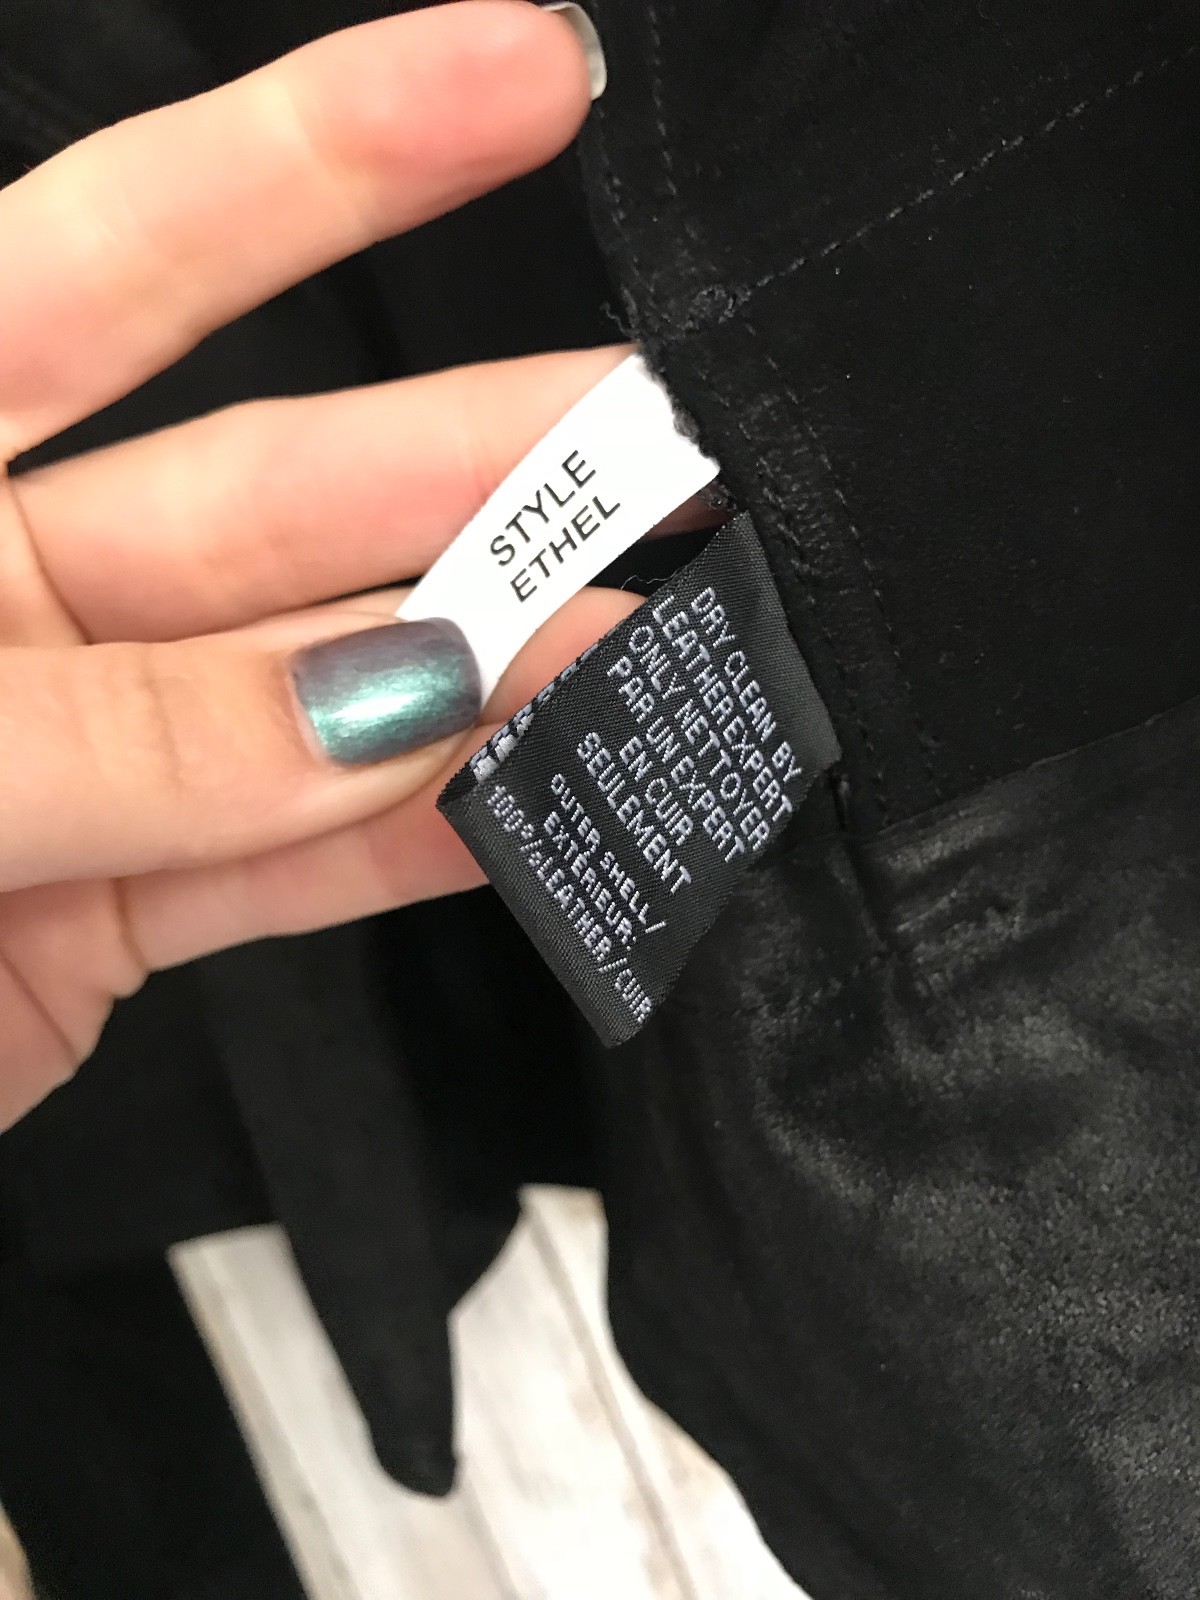 STYLE
ETHEL
DRY CLEAN BY
LEATHER EXPERT
ONLY NETTOYER
PAR UN EXPERT
EN CUIR
SEULEMENT
OUTER SHELL/
EXTÉRIEUR:
100%LEATHER/CUIR